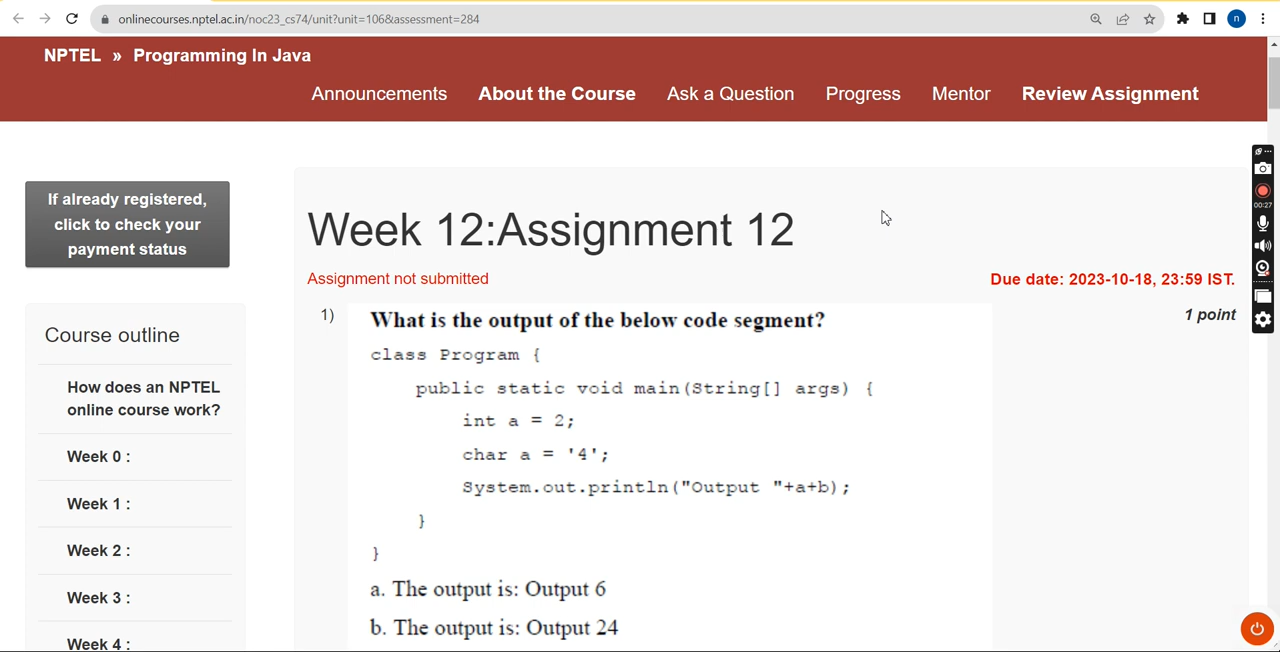 onlinecourses.nptel.ac.in/noc23_cs74/unit?unit=106&assessment=284
n
NPTEL » Programming In Java
Announcements About the Course Ask a Question Progress Mentor Review Assignment
If already registered,
click to check your
payment status
Week 12:Assignment 12
Assignment not submitted
Due date: 2023-10-18, 23:59 IST.
Course outline
How does an NPTEL
online course work?
Week 0 :
Week 1 :
Week 2 :
Week 3 :
Week 4 :
1)
1 point
What is the output of the below code segment?
class Program {
public static void main(String[] args) {
int a = 2;
char a = '4';
System.out.println("Output "+a+b);
}
}
a. The output is: Output 6
b. The output is: Output 24
00:27